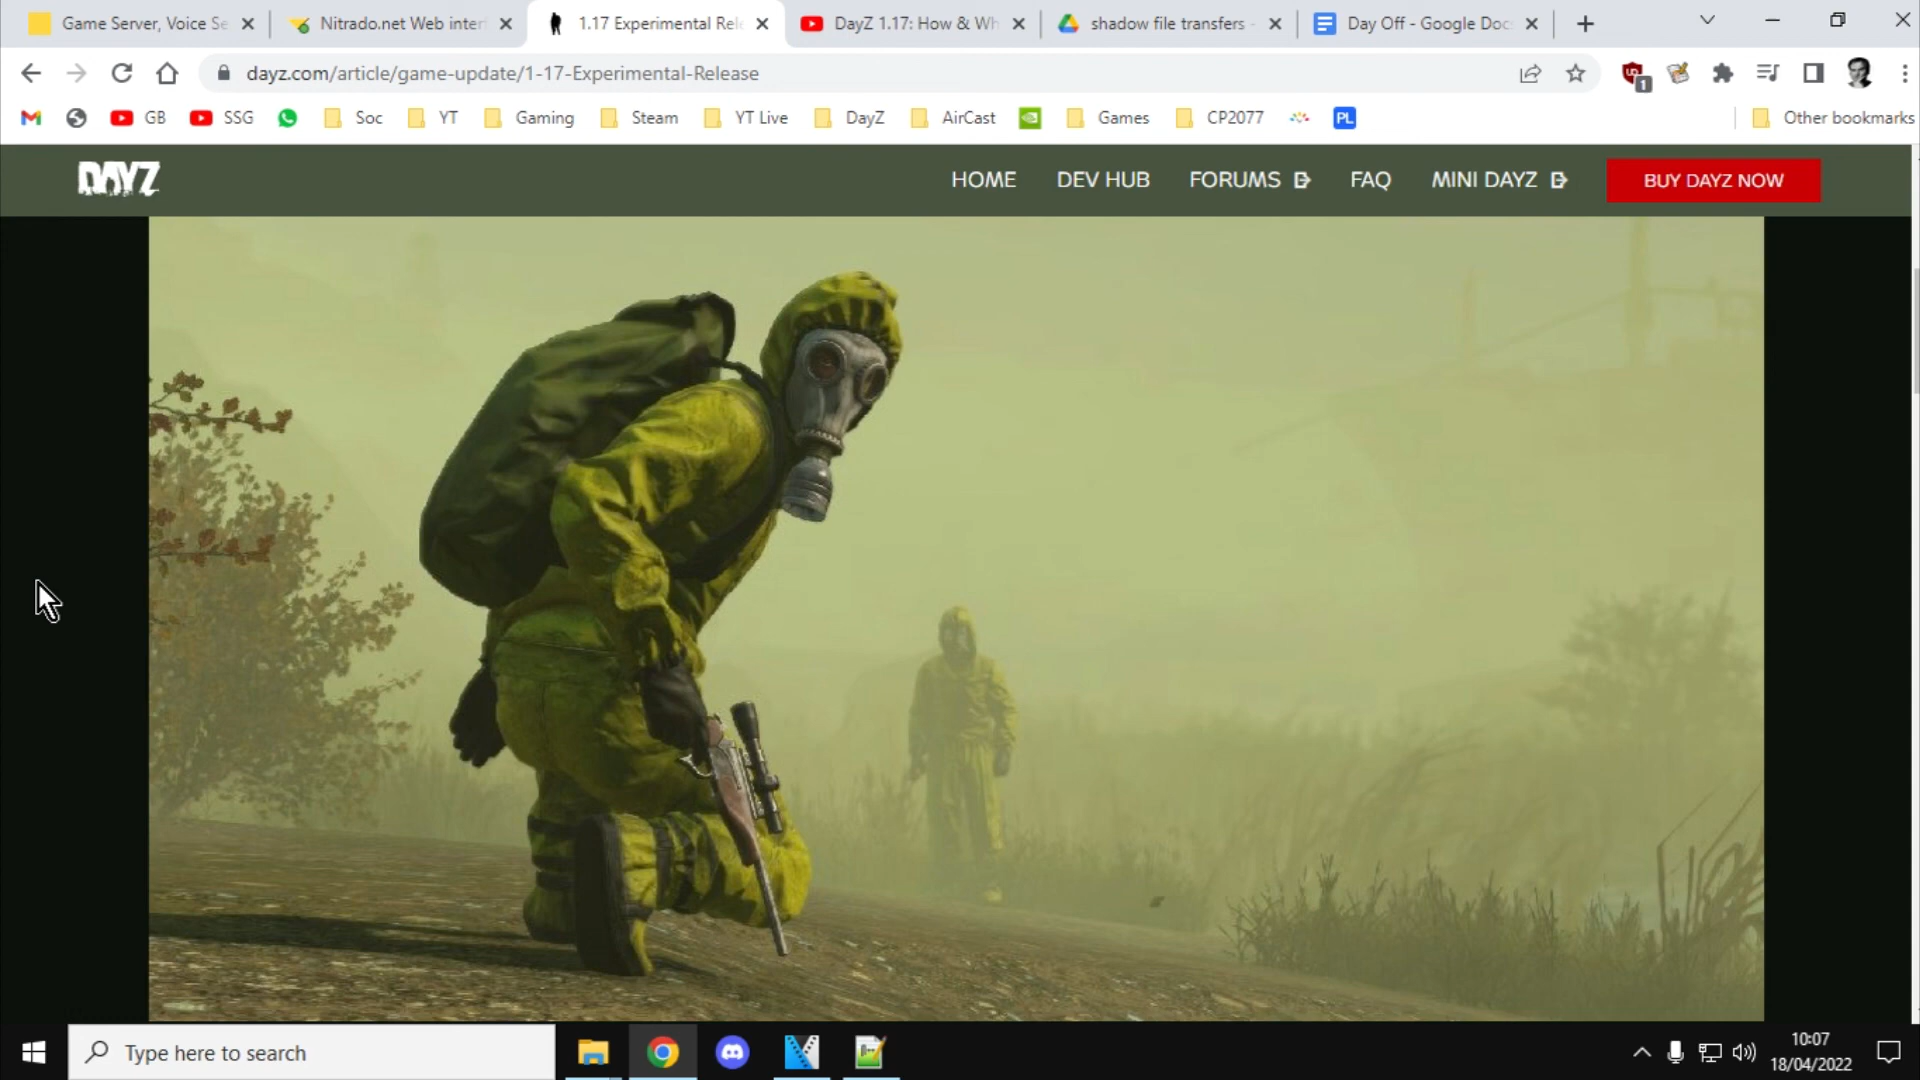 Game Server, Voice Se
Nitrado.net Web inter
1.17 Experimental Rele
DayZ 1.17: How & Wh
shadow file transfers -
Day Off - Google Doc
dayz.com/article/game-update/1-17-Experimental-Release
1
GB
SSG
Soc
YT
Gaming
Steam
YT Live
DayZ
AirCast
Games
CP2077
PL
Other bookmarks
DAYZ
HOME
DEV HUB
FORUMS
FAQ
MINI DAYZ
BUY DAYZ NOW
Type here to search
10:07
18/04/2022